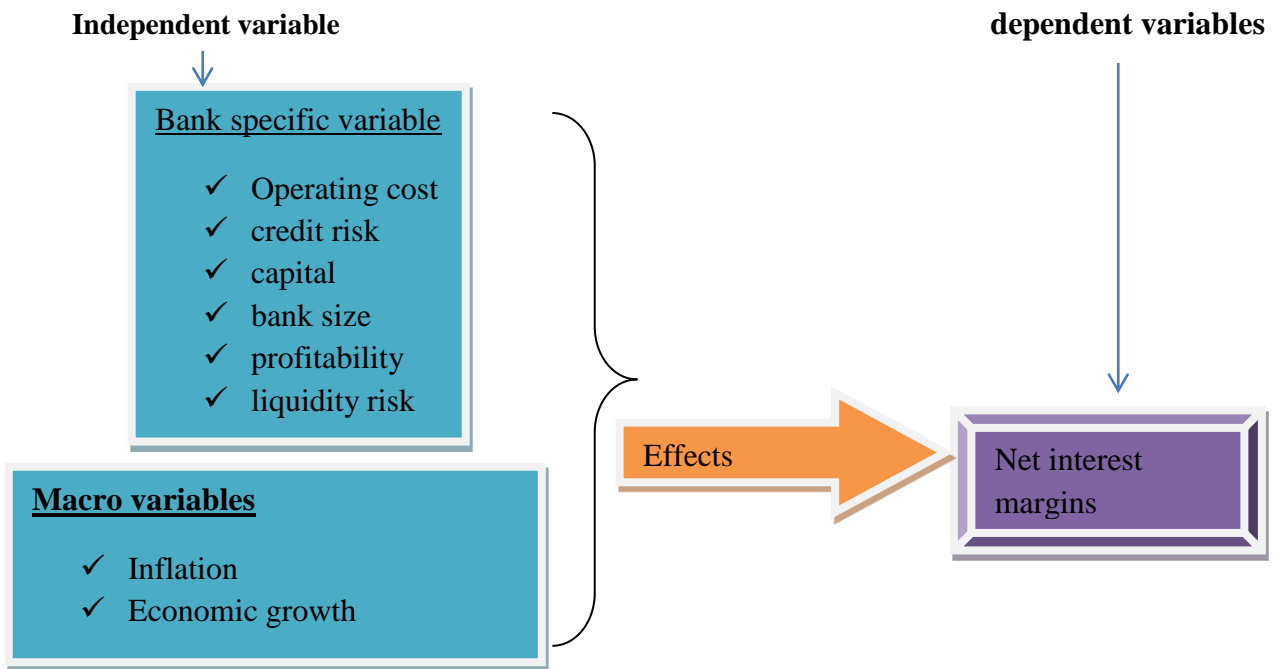 Independent variable
dependent variables
Bank specific variable
✓ Operating cost
✓ credit risk
✓ capital
✓ bank size
✓ profitability
✓ liquidity risk
Macro variables
✓ Inflation
✓ Economic growth
Effects
Net interest
margins